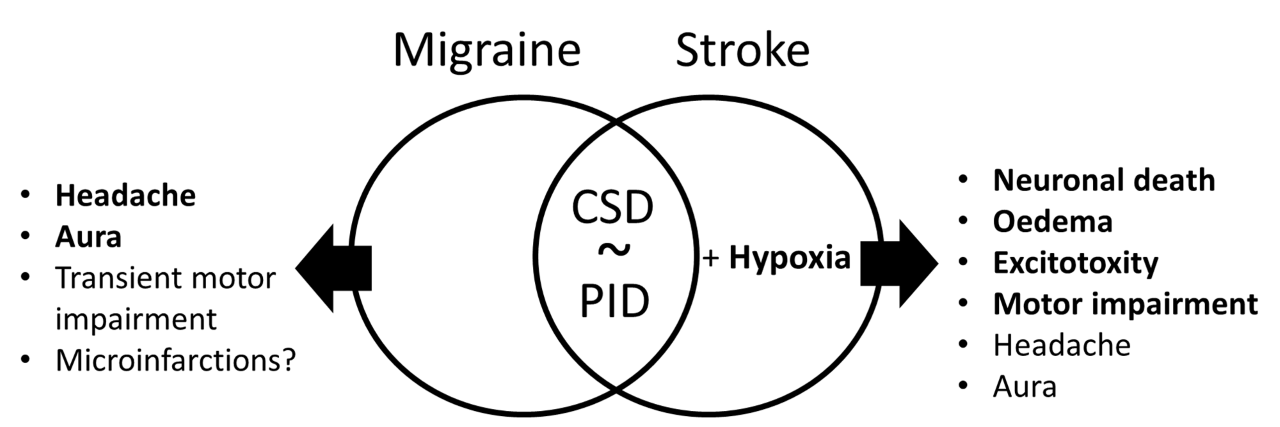 Migraine
Stroke
• Headache
• Aura
• Transient motor
impairment
• Microinfarctions?
CSD
~
PID
+ Hypoxia
• Neuronal death
• Oedema
• Excitotoxity
• Motor impairment
• Headache
• Aura